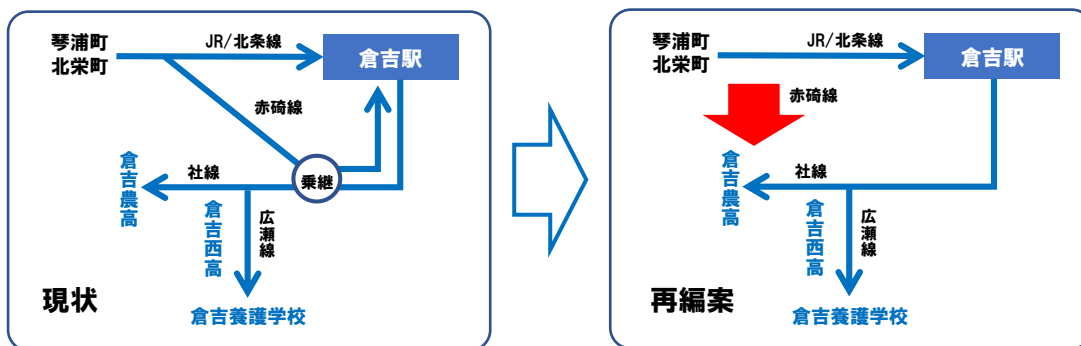 琴浦町
北栄町
JR/北条線
倉吉駅
赤碕線
乗継
社線
倉吉農高
倉吉西高
広瀬線
現状
倉吉養護学校
琴浦町
北栄町
JR/北条線
倉吉駅
赤碕線
社線
倉吉農高
倉吉西高
広瀬線
再編案
倉吉養護学校